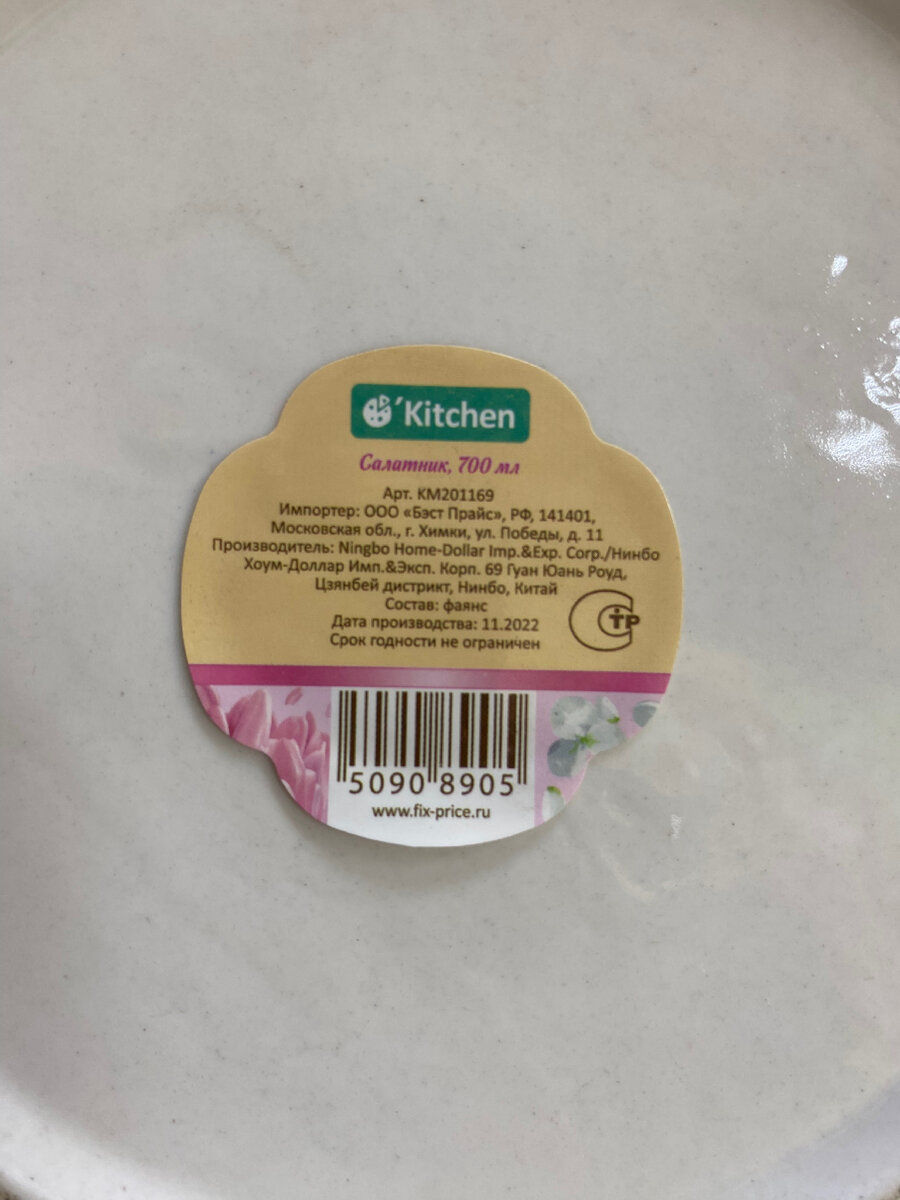 ’Kitchen
Салатник, 700 мл
Арт. KM201169
Импортер: ООО «Бэст Прайс», РФ, 141401,
Московская обл., г. Химки, ул. Победы, д. 11
Производитель: Ningbo Home-Dollar Imp.&Exp. Corp./Нинбо
Хоум-Доллар Имп.&Эксп. Корп. 69 Гуан Юань Роуд,
Цзянбей дистрикт, Нинбо, Китай
Состав: фаянс
Дата производства: 11.2022
Срок годности не ограничен
СТР
5090 8905
www.fix-price.ru